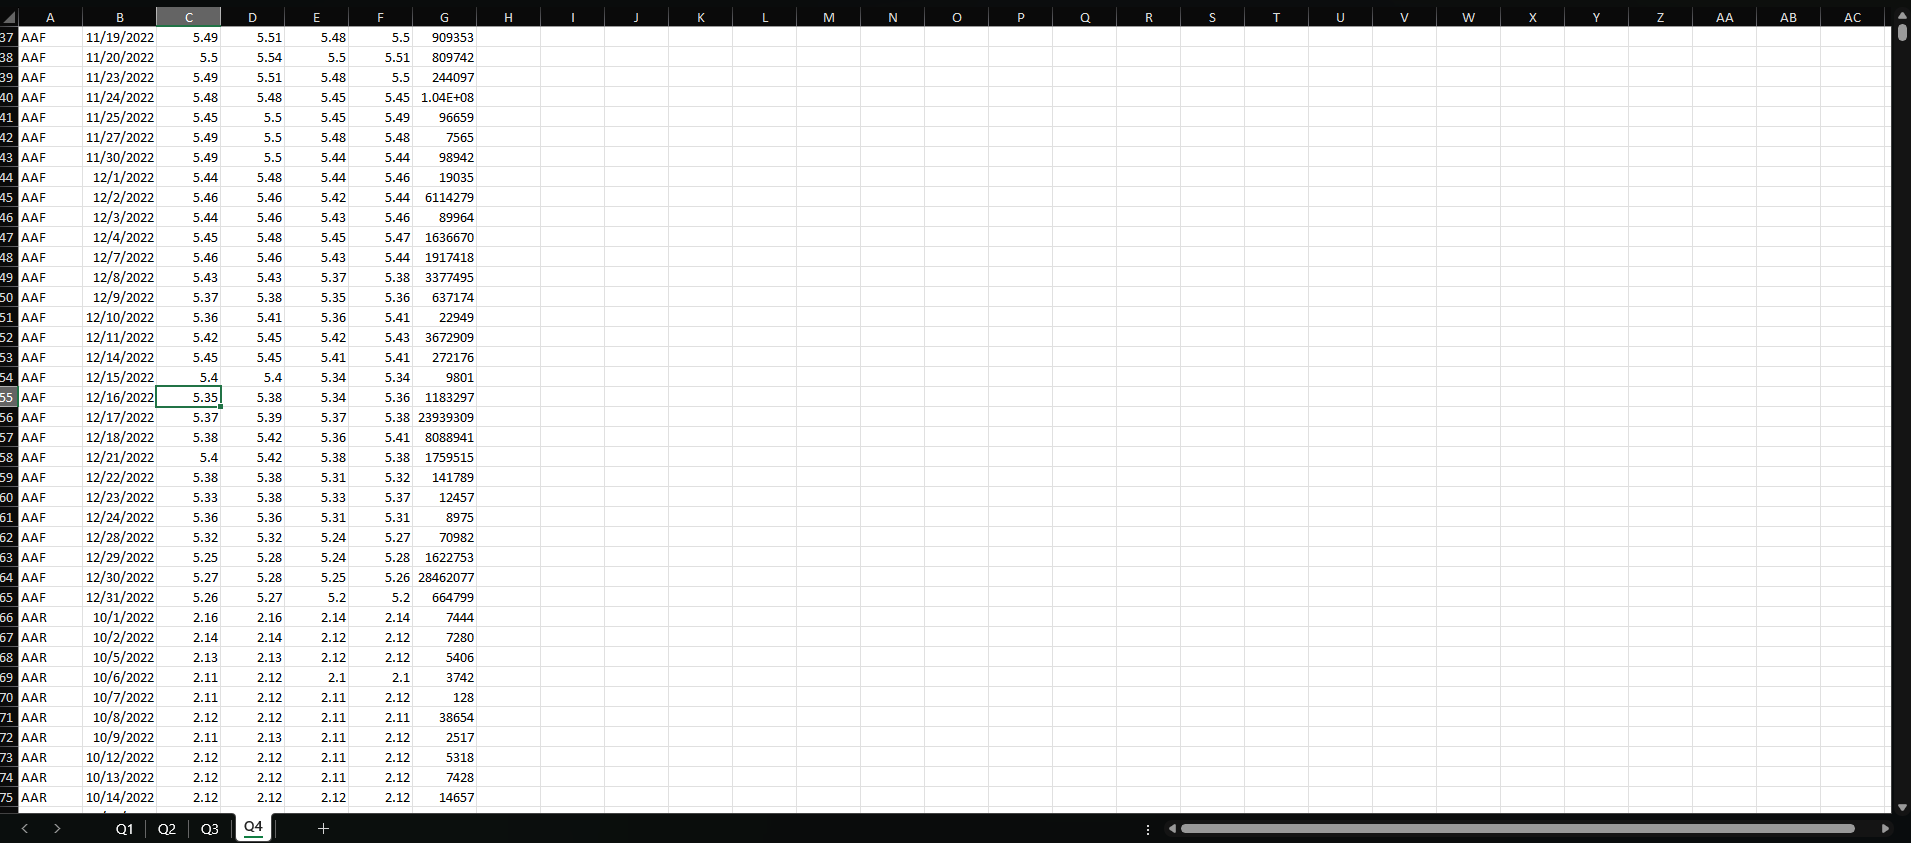 A B C D E F G H I J K L M N O P Q R S T U V W X Y Z AA AB AC
37 AAF 11/19/2022 5.49 5.51 5.48 5.5 909353
38 AAF 11/20/2022 5.5 5.54 5.5 5.51 809742
39 AAF 11/23/2022 5.49 5.51 5.48 5.5 244097
40 AAF 11/24/2022 5.48 5.48 5.45 5.45 1.04E+08
41 AAF 11/25/2022 5.45 5.5 5.45 5.49 96659
42 AAF 11/27/2022 5.49 5.5 5.48 5.48 7565
43 AAF 11/30/2022 5.49 5.5 5.44 5.44 98942
44 AAF 12/1/2022 5.44 5.48 5.44 5.46 19035
45 AAF 12/2/2022 5.46 5.46 5.42 5.44 6114279
46 AAF 12/3/2022 5.44 5.46 5.43 5.46 89964
47 AAF 12/4/2022 5.45 5.48 5.45 5.47 1636670
48 AAF 12/7/2022 5.46 5.46 5.43 5.44 1917418
49 AAF 12/8/2022 5.43 5.43 5.37 5.38 3377495
50 AAF 12/9/2022 5.37 5.38 5.35 5.36 637174
51 AAF 12/10/2022 5.36 5.41 5.36 5.41 22949
52 AAF 12/11/2022 5.42 5.45 5.42 5.43 3672909
53 AAF 12/14/2022 5.45 5.45 5.41 5.41 272176
54 AAF 12/15/2022 5.4 5.4 5.34 5.34 9801
55 AAF 12/16/2022 5.35 5.38 5.34 5.36 1183297
56 AAF 12/17/2022 5.37 5.39 5.37 5.38 23939309
57 AAF 12/18/2022 5.38 5.42 5.36 5.41 8088941
58 AAF 12/21/2022 5.4 5.42 5.38 5.38 1759515
59 AAF 12/22/2022 5.38 5.38 5.31 5.32 141789
60 AAF 12/23/2022 5.33 5.38 5.33 5.37 12457
61 AAF 12/24/2022 5.36 5.36 5.31 5.31 8975
62 AAF 12/28/2022 5.32 5.32 5.24 5.27 70982
63 AAF 12/29/2022 5.25 5.28 5.24 5.28 1622753
64 AAF 12/30/2022 5.27 5.28 5.25 5.26 28462077
65 AAF 12/31/2022 5.26 5.27 5.2 5.2 664799
66 AAR 10/1/2022 2.16 2.16 2.14 2.14 7444
67 AAR 10/2/2022 2.14 2.14 2.12 2.12 7280
68 AAR 10/5/2022 2.13 2.13 2.12 2.12 5406
69 AAR 10/6/2022 2.11 2.12 2.1 2.1 3742
70 AAR 10/7/2022 2.11 2.12 2.11 2.12 128
71 AAR 10/8/2022 2.12 2.12 2.11 2.11 38654
72 AAR 10/9/2022 2.11 2.13 2.11 2.12 2517
73 AAR 10/12/2022 2.12 2.12 2.11 2.12 5318
74 AAR 10/13/2022 2.12 2.12 2.11 2.12 7428
75 AAR 10/14/2022 2.12 2.12 2.12 2.12 14657
Q1 Q2 Q3 Q4